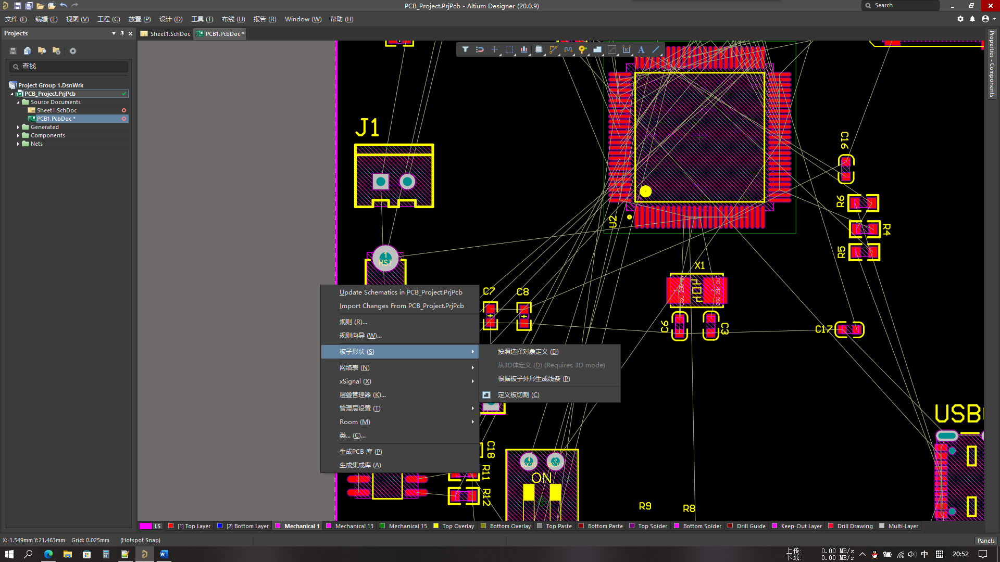 PCB_Project.PrjPcb - Altium Designer (20.0.9)
Search
文件 (F)
编辑 (E)
视图 (V)
工程 (C)
放置 (P)
设计 (D)
工具 (T)
布线 (U)
报告 (R)
Window (W)
帮助 (H)
Projects
Sheet1.SchDoc
PCB1.PcbDoc *
查找
Project Group 1.DsnWrk
PCB_Project.PrjPcb
Source Documents
Sheet1.SchDoc
PCB1.PcbDoc *
Generated
Components
Nets
Properties - Components
J1
U2
C16
R6
R4
R5
1
RST
X1
C7
C8
C6
C3
C17
USB
Update Schematics in PCB_Project.PrjPcb
Import Changes From PCB_Project.PrjPcb
规则 (R)...
规则向导 (W)...
板子形状 (S)
网络表 (N)
xSignal (X)
层叠管理器 (K)...
管理层设置 (T)
Room (M)
类... (C)...
生成PCB 库 (P)
生成集成库 (A)
按照选择对象定义 (D)
从3D体定义 (D) (Requires 3D mode)
根据板子外形生成线条 (P)
定义板切割 (C)
C18
R11
R12
4
3
ON
R9
R8
LS
[1] Top Layer
[2] Bottom Layer
Mechanical 1
Mechanical 13
Mechanical 15
Top Overlay
Bottom Overlay
Top Paste
Bottom Paste
Top Solder
Bottom Solder
Drill Guide
Keep-Out Layer
Drill Drawing
Multi-Layer
X:-1.549mm Y:21.463mm Grid: 0.025mm (Hotspot Snap)
Panels
上传: 0.00 MB/s
下载: 0.00 MB/s
中
拼
20:52